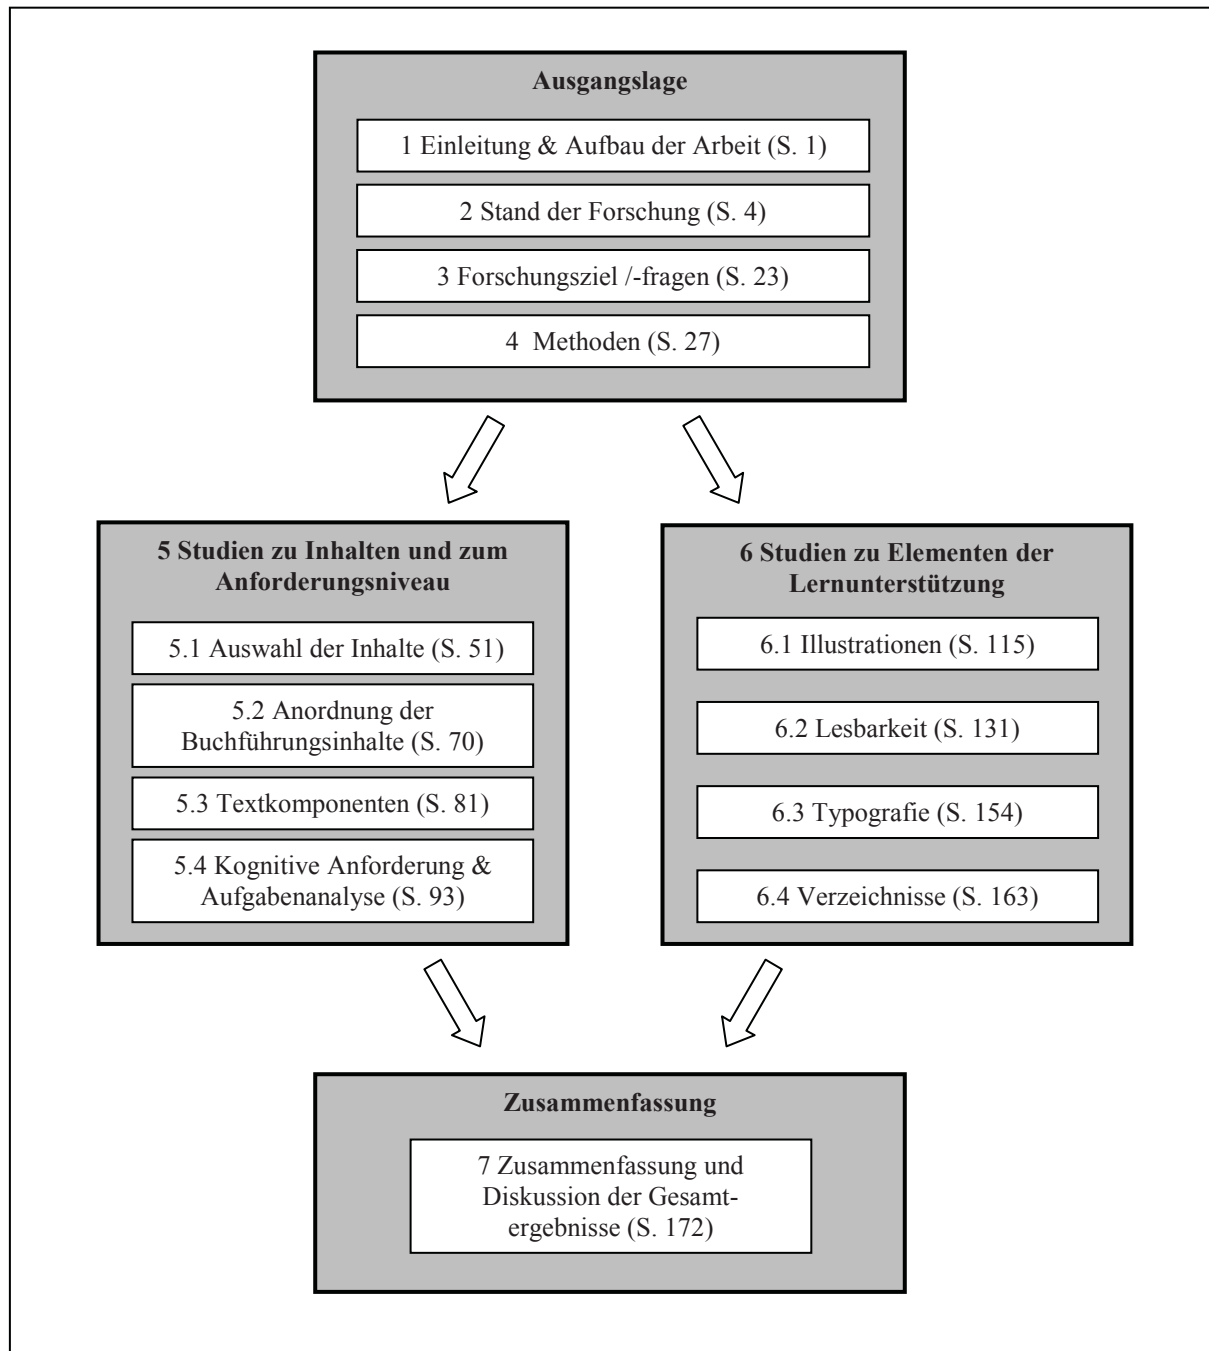 Ausgangslage
1 Einleitung & Aufbau der Arbeit (S. 1)
2 Stand der Forschung (S. 4)
3 Forschungsziel /-fragen (S. 23)
4 Methoden (S. 27)
5 Studien zu Inhalten und zum
Anforderungsniveau
5.1 Auswahl der Inhalte (S. 51)
5.2 Anordnung der
Buchführungsinhalte (S. 70)
5.3 Textkomponenten (S. 81)
5.4 Kognitive Anforderung &
Aufgabenanalyse (S. 93)
6 Studien zu Elementen der
Lernunterstützung
6.1 Illustrationen (S. 115)
6.2 Lesbarkeit (S. 131)
6.3 Typografie (S. 154)
6.4 Verzeichnisse (S. 163)
Zusammenfassung
7 Zusammenfassung und
Diskussion der Gesamt-
ergebnisse (S. 172)